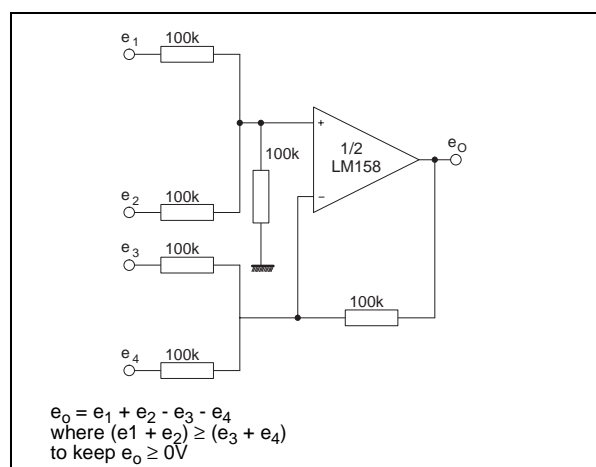 e1
100k
+
1/2
LM158
eO
100k
−
e2
100k
e3
100k
100k
e4
100k
eo = e1 + e2 - e3 - e4
where (e1 + e2) ≥ (e3 + e4)
to keep eo ≥ 0V